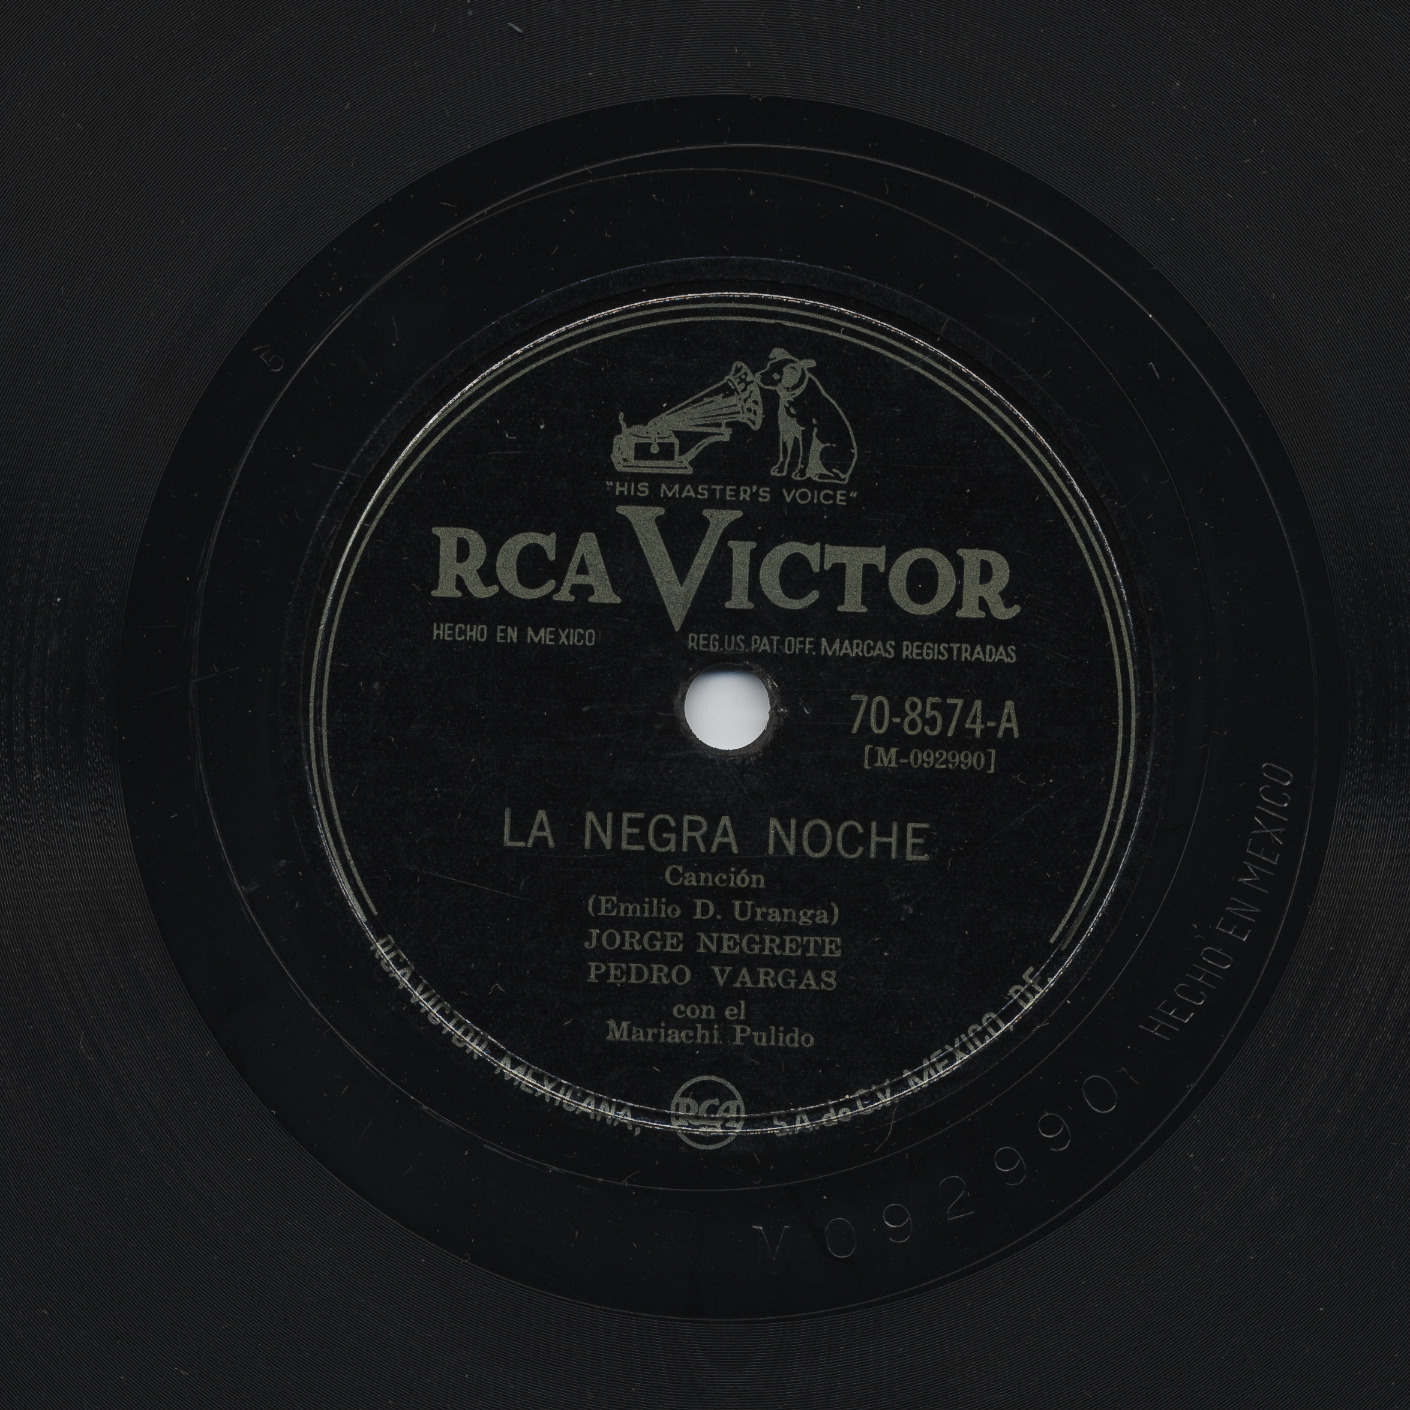 "HIS MASTER'S VOICE"
RCA VICTOR
HECHO EN MEXICO
REG. US. PAT. OFF. MARCAS REGISTRADAS
70-8574-A
[M-092990]
LA NEGRA NOCHE
Canción
(Emilio D. Uranga)
JORGE NEGRETE
PEDRO VARGAS
con el
Mariachi Pulido
RCA VICTOR MEXICANA, S.A. de C.V. MEXICO, D.F.
RCA
M092990
HECHO EN MEXICO
5